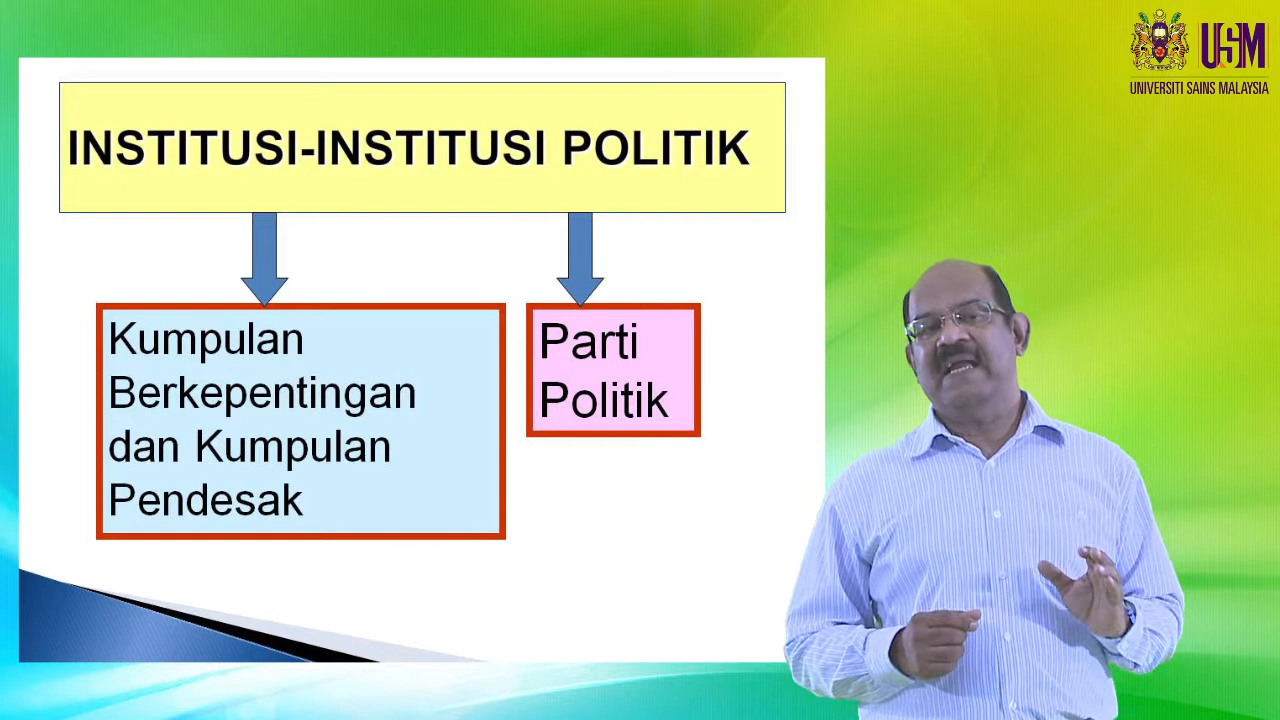 USM
UNIVERSITI SAINS MALAYSIA
INSTITUSI-INSTITUSI POLITIK
Kumpulan
Berkepentingan
dan Kumpulan
Pendesak
Parti
Politik